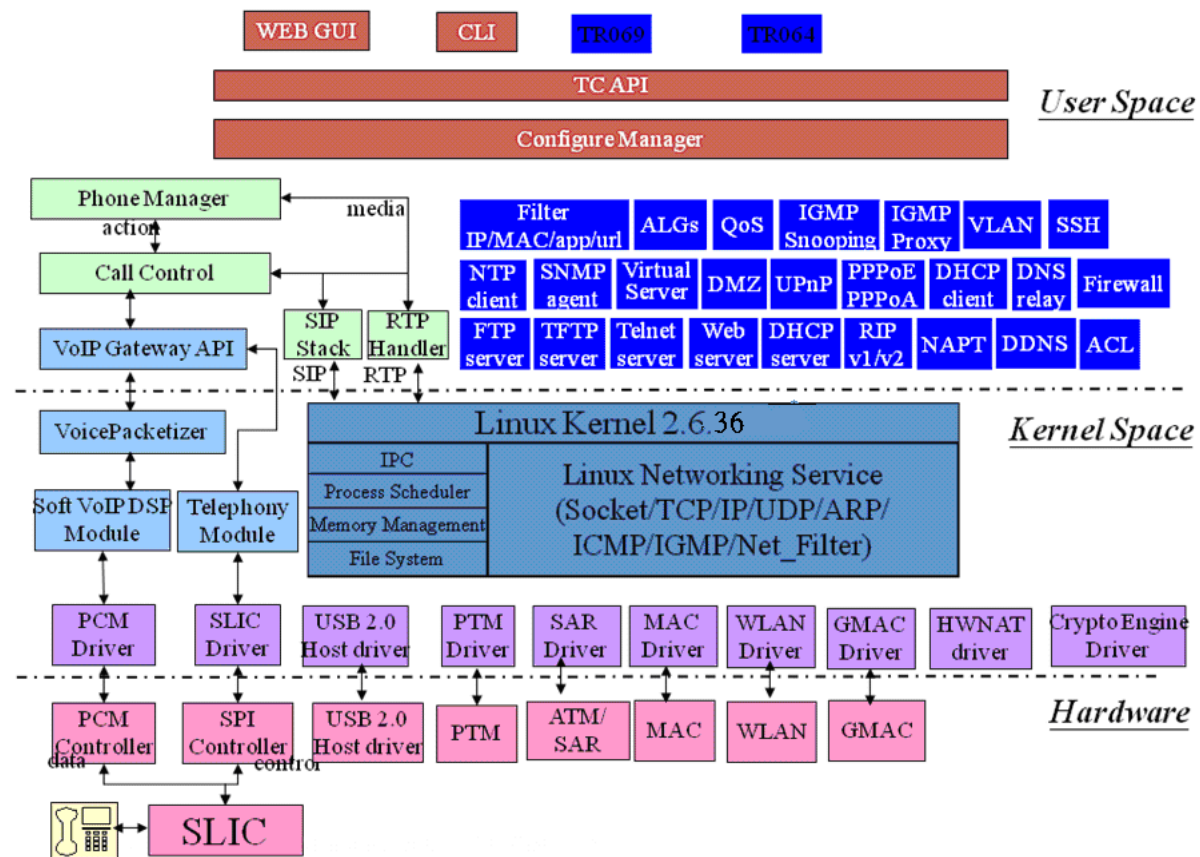 WEB GUI
CLI
TR069
TR064
TC API
User Space
Configure Manager
Phone Manager
action
media
Call Control
VoIP Gateway API
SIP
Stack
RTP
Handler
SIP
RTP
Filter
IP/MAC/app/url
ALGs
QoS
IGMP
Snooping
IGMP
Proxy
VLAN
SSH
NTP
client
SNMP
agent
Virtual
Server
DMZ
UPnP
PPPoE
PPPoA
DHCP
client
DNS
relay
Firewall
FTP
server
TFTP
server
Telnet
server
Web
server
DHCP
server
RIP
v1/v2
NAPT
DDNS
ACL
VoicePacketizer
Linux Kernel 2.6.36
Kernel Space
IPC
Process Scheduler
Memory Management
File System
Linux Networking Service
(Socket/TCP/IP/UDP/ARP/
ICMP/IGMP/Net_Filter)
Soft VoIP DSP
Module
Telephony
Module
PCM
Driver
SLIC
Driver
USB 2.0
Host driver
PTM
Driver
SAR
Driver
MAC
Driver
WLAN
Driver
GMAC
Driver
HWNAT
driver
Crypto Engine
Driver
Hardware
PCM
Controller
SPI
Controller
USB 2.0
Host driver
PTM
ATM/
SAR
MAC
WLAN
GMAC
data
control
SLIC